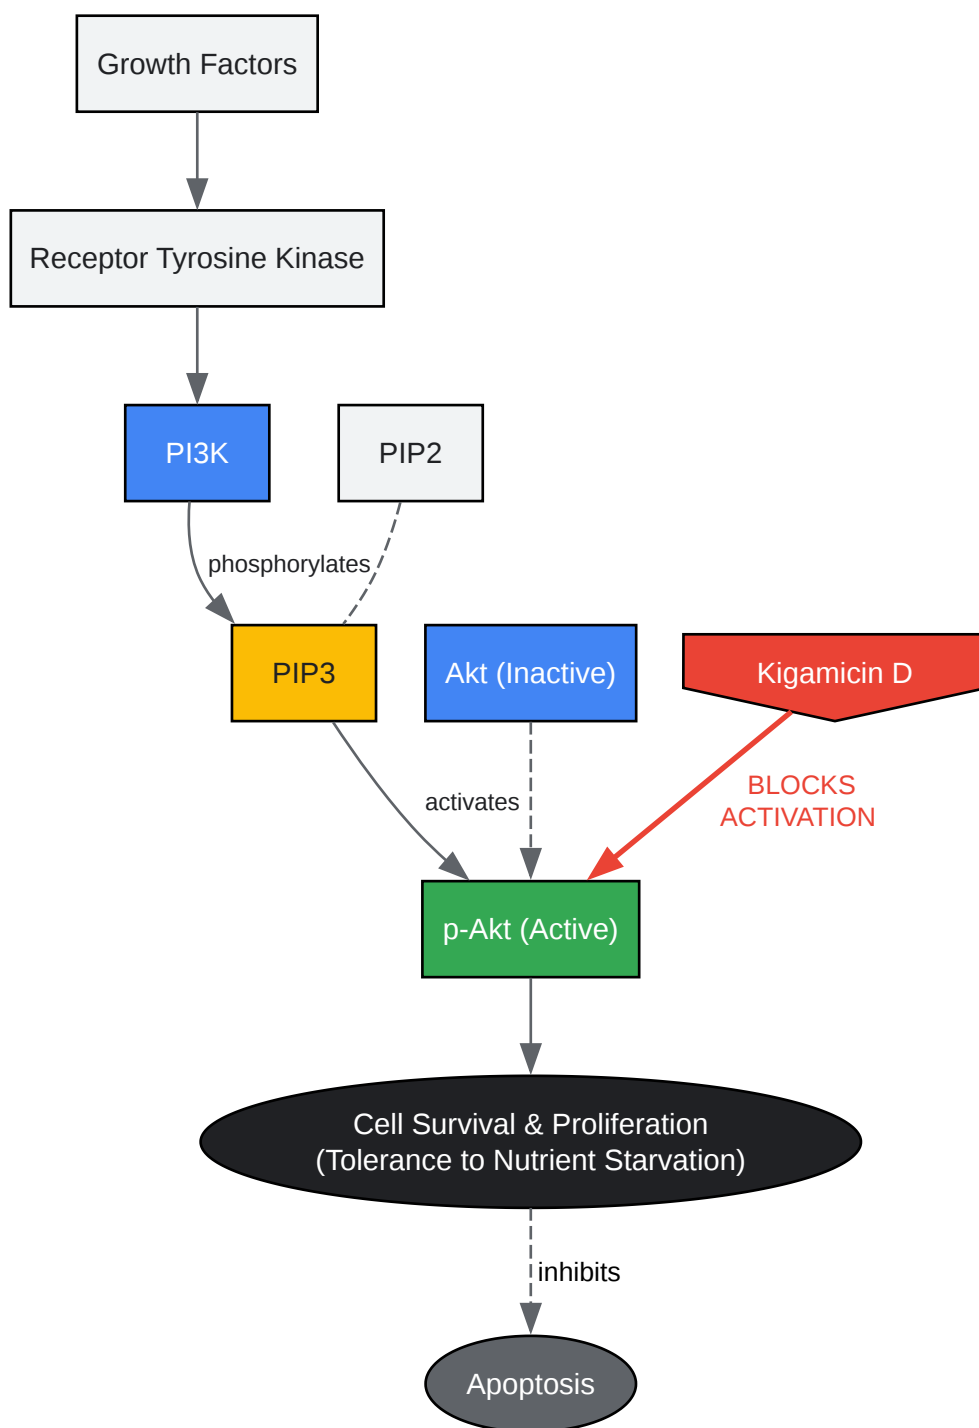 Growth Factors
Receptor Tyrosine Kinase
PI3K
PIP2
phosphorylates
PIP3
Akt (Inactive)
Kigamicin D
activates
BLOCKS
ACTIVATION
p-Akt (Active)
Cell Survival & Proliferation
(Tolerance to Nutrient Starvation)
inhibits
Apoptosis